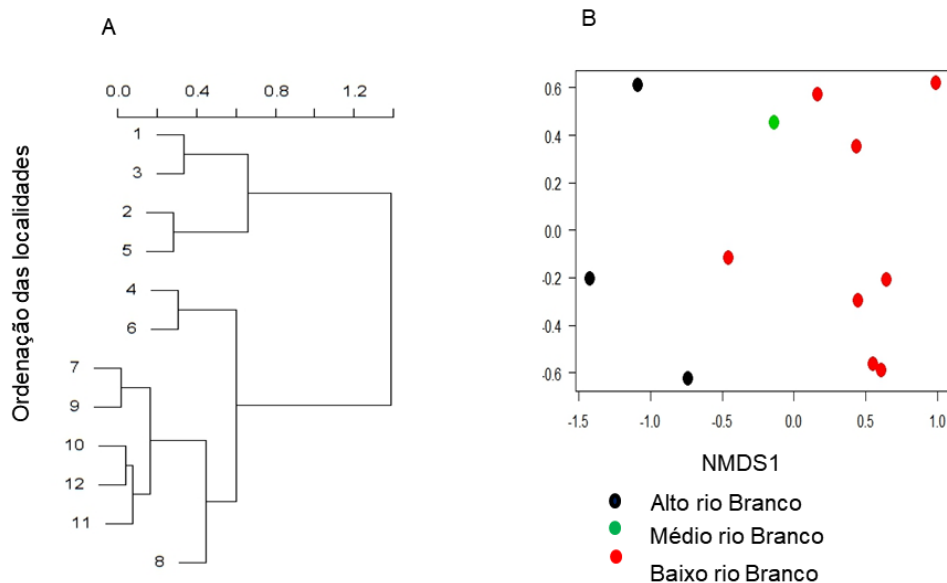 A
0.0 0.4 0.8 1.2
Ordenação das localidades
1
3
2
5
4
6
7
9
10
12
11
8
B
0.6
0.4
0.2
0.0
-0.2
-0.4
-0.6
-1.5 -1.0 -0.5 0.0 0.5 1.0
NMDS1
Alto rio Branco
Médio rio Branco
Baixo rio Branco